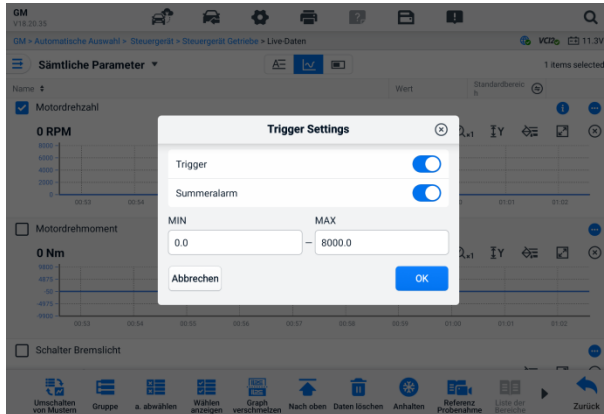 GM
V18.20.35
GM > Automatische Auswahl > Steuergerät > Steuergerät Getriebe > Live-Daten
VCI 11.3V
Sämtliche Parameter
1 items selected
Name
Wert
Standardbereic
h
Motordrehzahl
0 RPM
x1
Y
8000
6000
4000
2000
0
00:53 00:54 01:01 01:02
Trigger Settings
Trigger
Summeralarm
MIN
MAX
0.0 – 8000.0
Abbrechen
OK
Motordrehmoment
0 Nm
x1
Y
9800
4875
-50
-4975
-9900
00:53 00:54 00:55 00:56 00:57 00:58 00:59 01:00 01:01 01:02
Schalter Bremslicht
Umschalten
von Mustern
Gruppe
a. abwählen
Wählen
anzeigen
Graph
verschmelzen
Nach oben
Daten löschen
Anhalten
Referenz
Probenahme
Liste der
Bereiche
Zurück